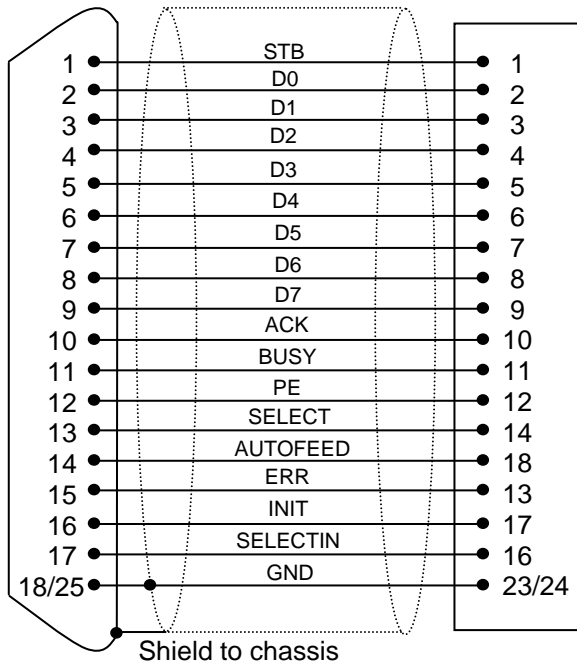 STB
1 1
D0
2 2
D1
3 3
D2
4 4
D3
5 5
D4
6 6
D5
7 7
D6
8 8
D7
9 9
ACK
10 10
BUSY
11 11
PE
12 12
SELECT
13 14
AUTOFEED
14 18
ERR
15 13
INIT
16 17
SELECTIN
17 16
GND
18/25 23/24
Shield to chassis